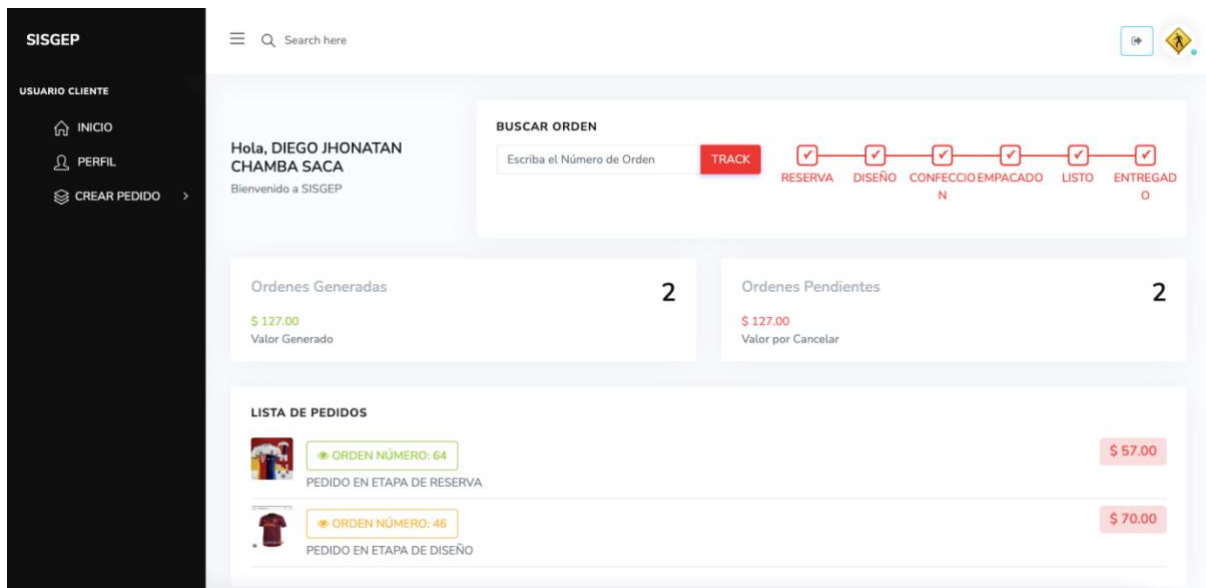 SISGEP
Search here
USUARIO CLIENTE
INICIO
PERFIL
CREAR PEDIDO
Hola, DIEGO JHONATAN
CHAMBA SACA
Bienvenido a SISGEP
BUSCAR ORDEN
Escriba el Número de Orden
TRACK
RESERVA DISEÑO CONFECCIO EMPACADO LISTO ENTREGAD
N O
Ordenes Generadas 2
$ 127.00
Valor Generado
Ordenes Pendientes 2
$ 127.00
Valor por Cancelar
LISTA DE PEDIDOS
ORDEN NÚMERO: 64 $ 57.00
PEDIDO EN ETAPA DE RESERVA
ORDEN NÚMERO: 46 $ 70.00
PEDIDO EN ETAPA DE DISEÑO